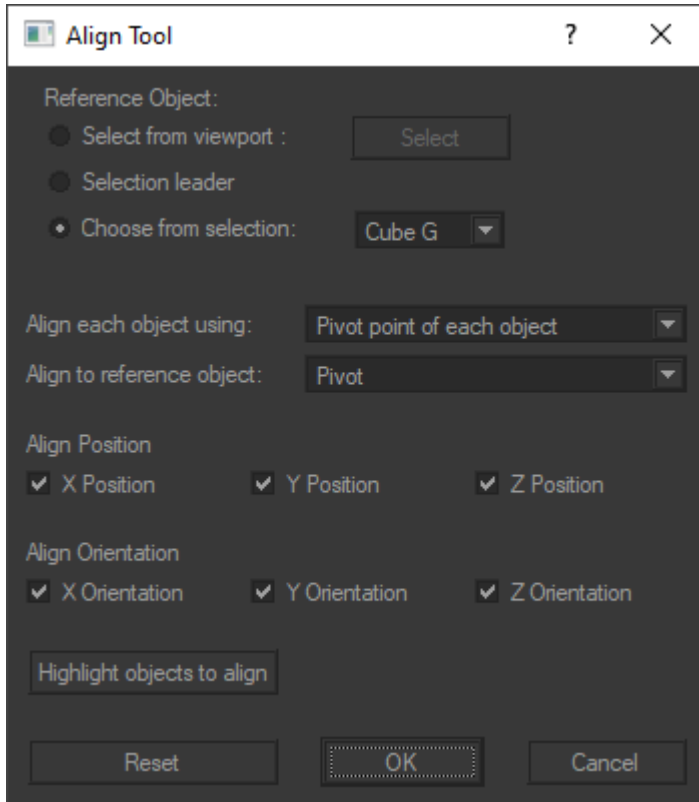 Align Tool ?
Reference Object:
Select from viewport : Select
Selection leader
Choose from selection: Cube G
Align each object using: Pivot point of each object
Align to reference object: Pivot
Align Position
X Position Y Position Z Position
Align Orientation
X Orientation Y Orientation Z Orientation
Highlight objects to align
Reset OK Cancel